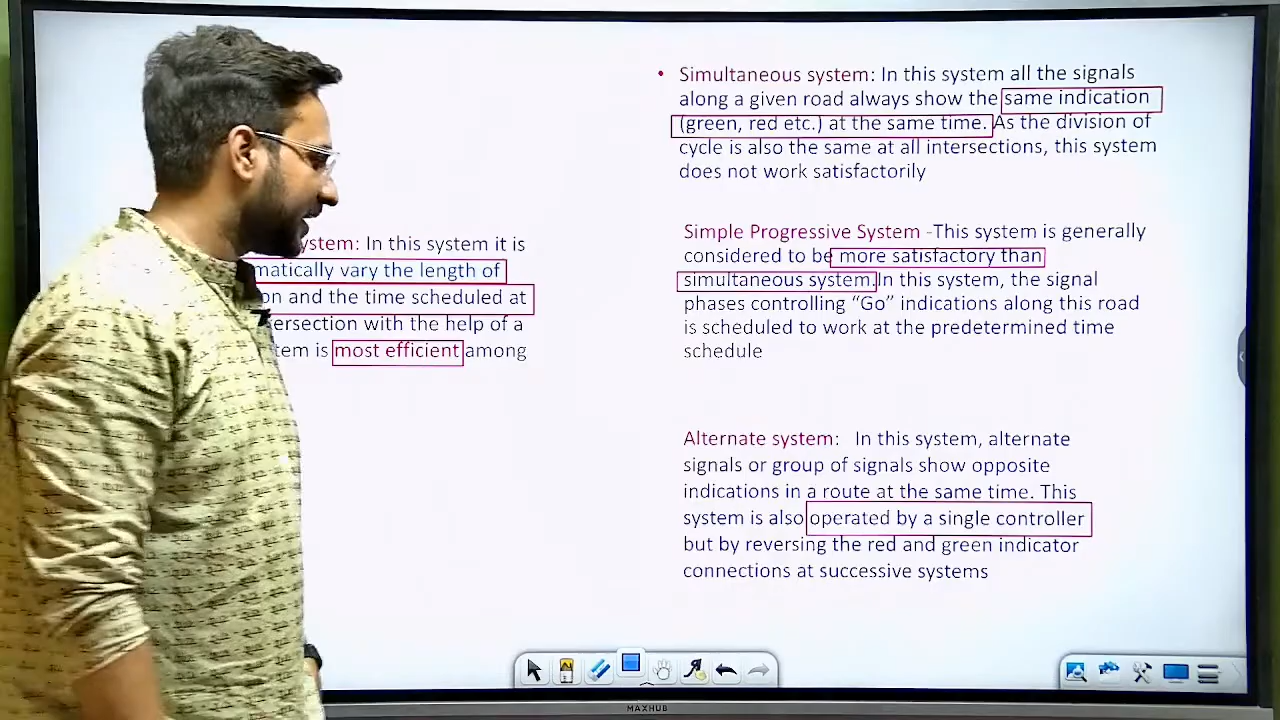 • Simultaneous system: In this system all the signals
along a given road always show the same indication
(green, red etc.) at the same time. As the division of
cycle is also the same at all intersections, this system
does not work satisfactorily
ystem: In this system it is
matically vary the length of
on and the time scheduled at
ersection with the help of a
tem is most efficient among
Simple Progressive System -This system is generally
considered to be more satisfactory than
simultaneous system. In this system, the signal
phases controlling “Go” indications along this road
is scheduled to work at the predetermined time
schedule
Alternate system: In this system, alternate
signals or group of signals show opposite
indications in a route at the same time. This
system is also operated by a single controller
but by reversing the red and green indicator
connections at successive systems
MAXHUB